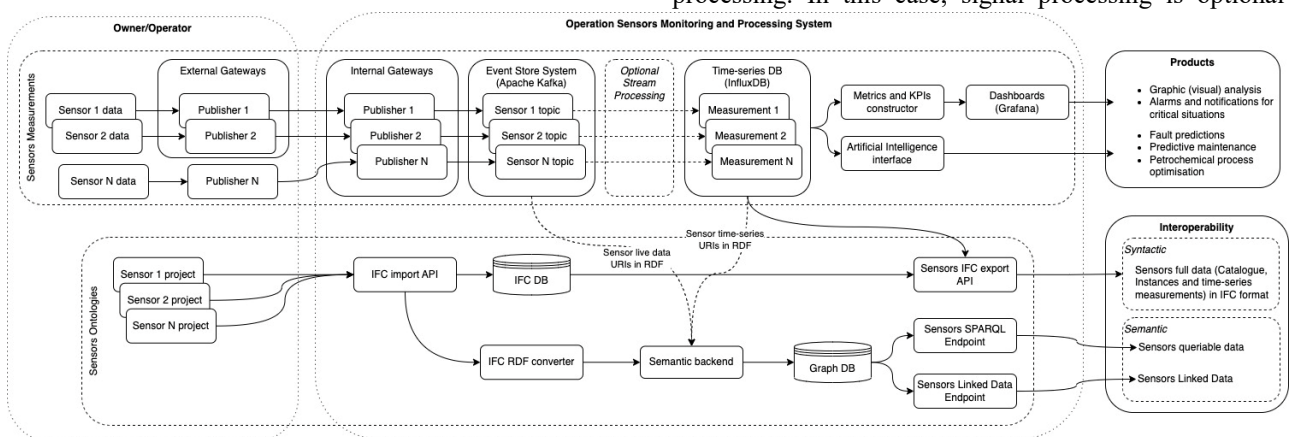 processing. In this case, signal processing is optional
Owner/Operator
Operation Sensors Monitoring and Processing System
Sensors Measurements
External Gateways
Sensor 1 data
Sensor 2 data
Sensor N data
Publisher 1
Publisher 2
Publisher N
Internal Gateways
Publisher 1
Publisher 2
Publisher N
Event Store System
(Apache Kafka)
Sensor 1 topic
Sensor 2 topic
Sensor N topic
Optional
Stream
Processing
Time-series DB
(InfluxDB)
Measurement 1
Measurement 2
Measurement N
Metrics and KPIs
constructor
Dashboards
(Grafana)
Artificial Intelligence
interface
Products
• Graphic (visual) analysis
• Alarms and notifications for
critical situations
• Fault predictions
• Predictive maintenance
• Petrochemical process
optimisation
Sensors Ontologies
Sensor 1 project
Sensor 2 project
Sensor N project
IFC import API
IFC DB
Sensor live data
URIs in RDF
Sensor time-series
URIs in RDF
Sensors IFC export
API
IFC RDF converter
Semantic backend
Graph DB
Sensors SPARQL
Endpoint
Sensors Linked Data
Endpoint
Interoperability
Syntactic
Sensors full data (Catalogue,
Instances and time-series
measurements) in IFC format
Semantic
Sensors queriable data
Sensors Linked Data